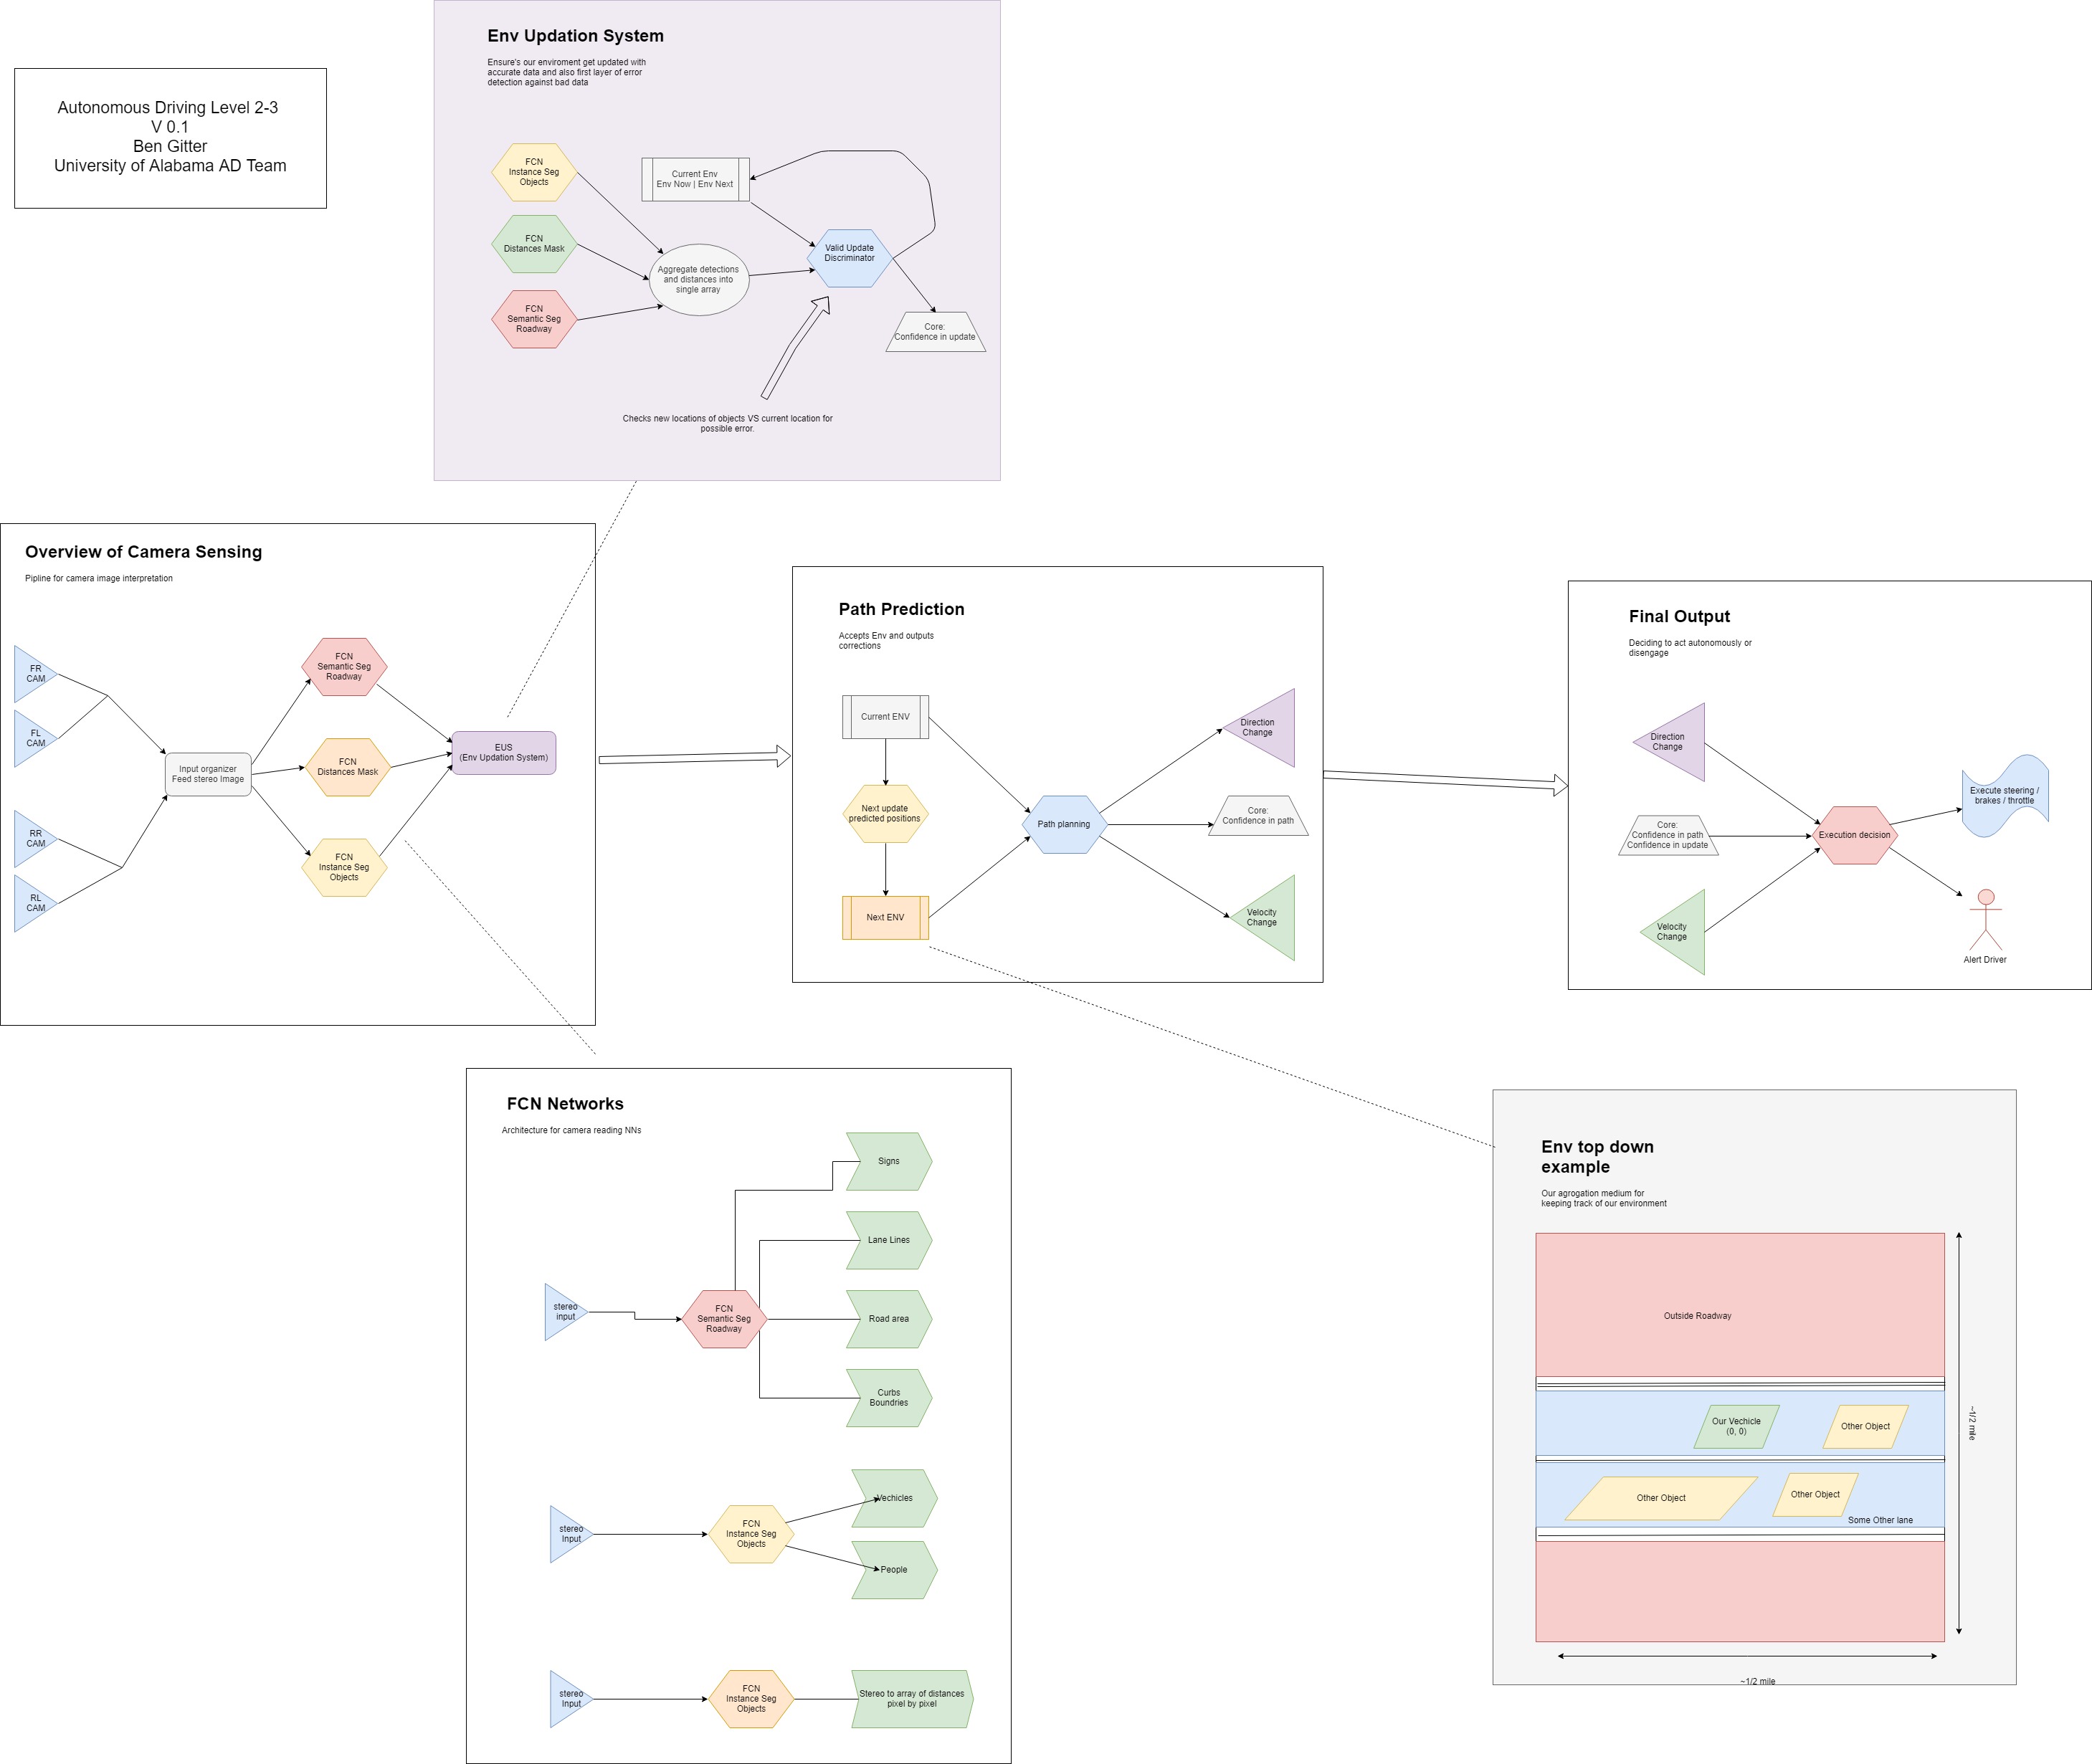 Autonomous Driving Level 2-3
V 0.1
Ben Gitter
University of Alabama AD Team
Env Updation System
Ensure's our enviroment get updated with
accurate data and also first layer of error
detection against bad data
FCN
Instance Seg
Objects
FCN
Distances Mask
FCN
Semantic Seg
Roadway
Current Env
Env Now | Env Next
Aggregate detections
and distances into
single array
Valid Update
Discriminator
Core:
Confidence in update
Checks new locations of objects VS current location for
possible error.
Overview of Camera Sensing
Pipline for camera image interpretation
FR
CAM
FL
CAM
RR
CAM
RL
CAM
Input organizer
Feed stereo Image
FCN
Semantic Seg
Roadway
FCN
Distances Mask
FCN
Instance Seg
Objects
EUS
(Env Updation System)
Path Prediction
Accepts Env and outputs
corrections
Current ENV
Next update
predicted positions
Next ENV
Path planning
Direction
Change
Core:
Confidence in path
Velocity
Change
Final Output
Deciding to act autonomously or
disengage
Direction
Change
Core:
Confidence in path
Confidence in update
Velocity
Change
Execution decision
Execute steering /
brakes / throttle
Alert Driver
FCN Networks
Architecture for camera reading NNs
stereo
input
FCN
Semantic Seg
Roadway
Signs
Lane Lines
Road area
Curbs
Boundries
stereo
Input
FCN
Instance Seg
Objects
Vechicles
People
stereo
Input
FCN
Instance Seg
Objects
Stereo to array of distances
pixel by pixel
Env top down
example
Our agrogation medium for
keeping track of our environment
Outside Roadway
Our Vechicle
(0, 0)
Other Object
Other Object
Other Object
Some Other lane
~1/2 mile
~1/2 mile